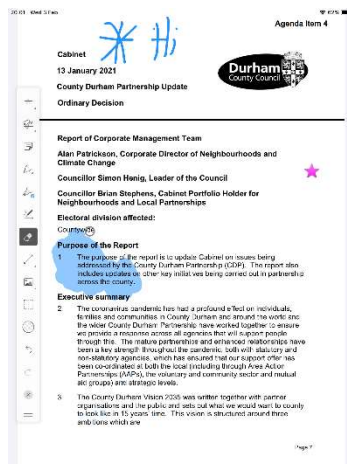 20:01 Wed 3 Feb
62%
Agenda Item 4
Hi
Cabinet
13 January 2021
County Durham Partnership Update
Ordinary Decision
Durham
County Council
Report of Corporate Management Team
Alan Patrickson, Corporate Director of Neighbourhoods and
Climate Change
Councillor Simon Henig, Leader of the Council
Councillor Brian Stephens, Cabinet Portfolio Holder for
Neighbourhoods and Local Partnerships
Electoral division affected:
Countywide
Purpose of the Report
1 The purpose of the report is to update Cabinet on issues being
addressed by the County Durham Partnership (CDP). The report also
includes updates on other key initiatives being carried out in partnership
across the county.
Executive summary
2 The coronavirus pandemic has had a profound effect on individuals,
families and communities in County Durham and around the world and
the wider County Durham Partnership have worked together to ensure
we provide a response across all agencies that will support people
through this. The mature partnerships and enhanced relationships have
been a key strength throughout the pandemic, both with statutory and
non-statutory agencies, which has ensured that our support offer has
been co-ordinated at both the local (including through Area Action
Partnerships (AAPs), the voluntary and community sector and mutual
aid groups) and strategic levels.
3 The County Durham Vision 2035 was written together with partner
organisations and the public and sets out what we would want to county
to look like in 15 years time. This vision is structured around three
ambitions which are
Page 7